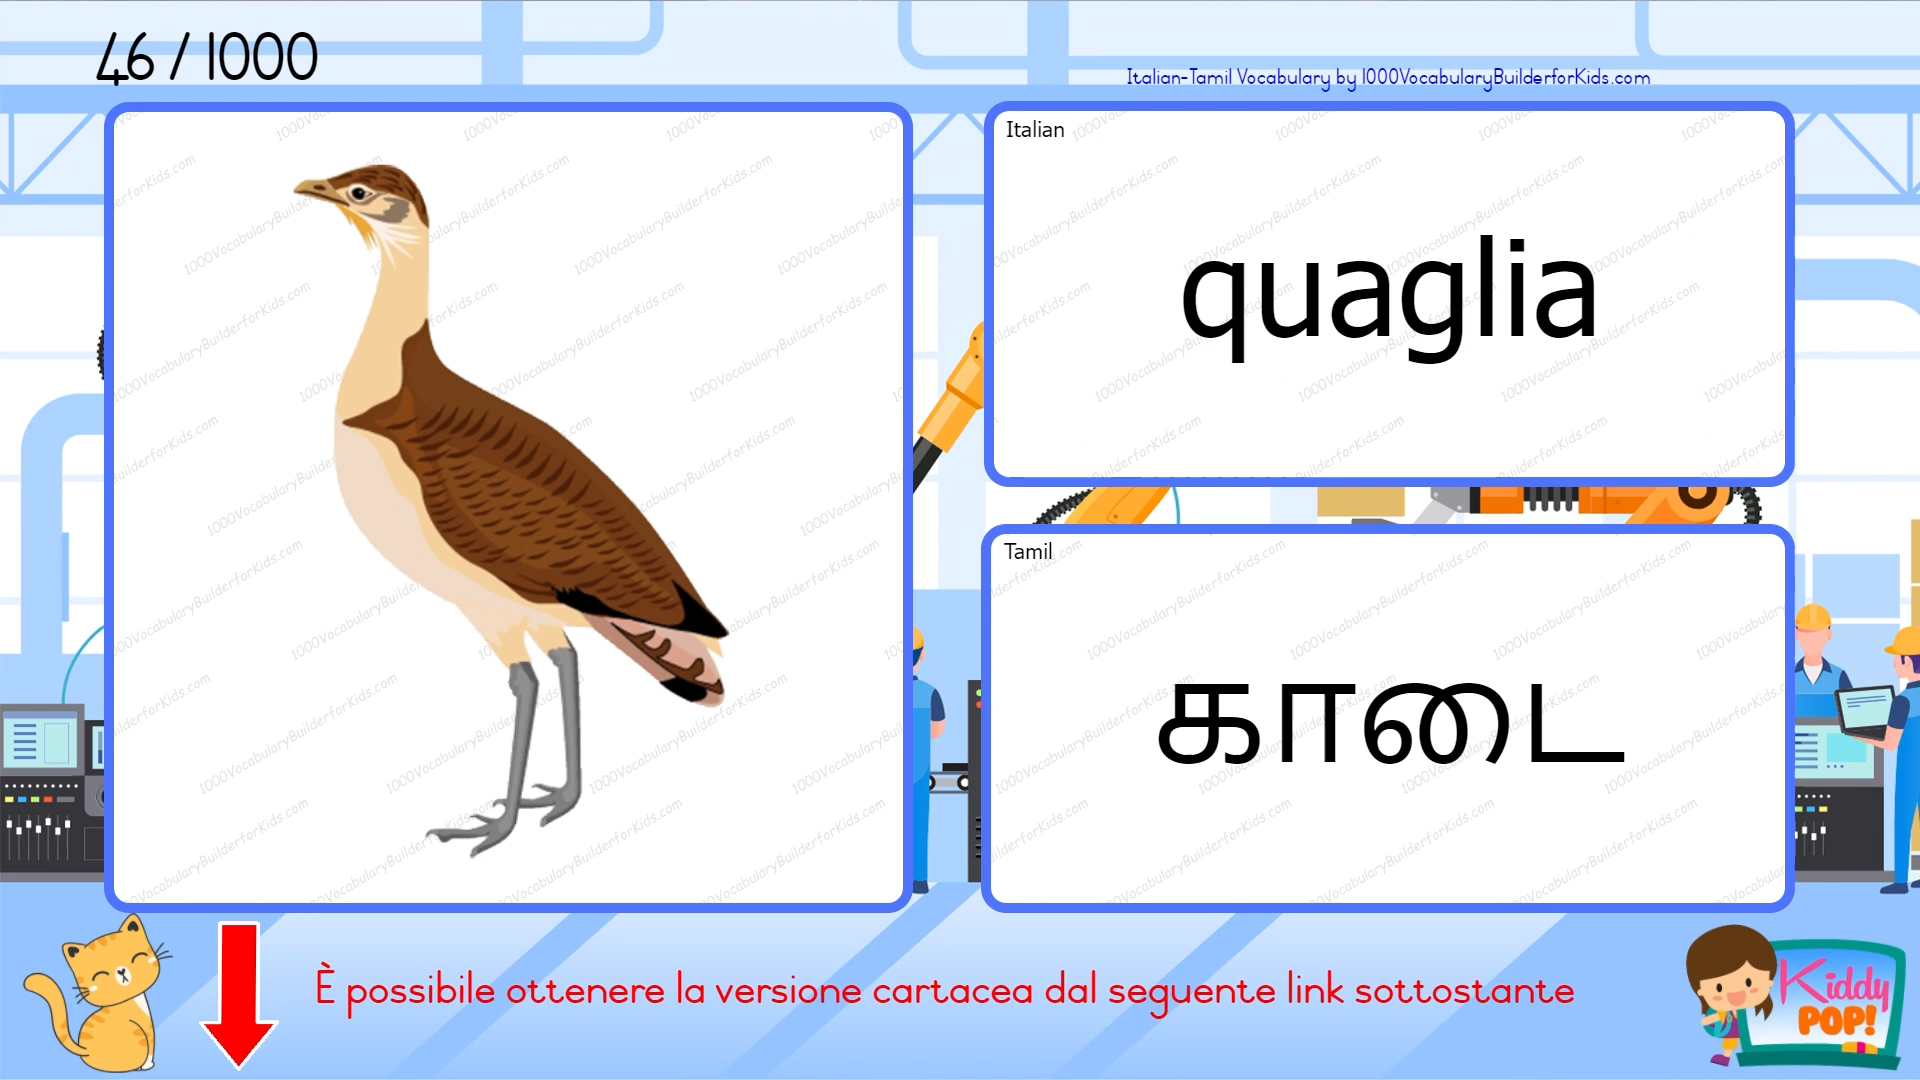 46 / 1000
Italian-Tamil Vocabulary by 1000VocabularyBuilderforKids.com
Italian
quaglia
Tamil
காடை
È possibile ottenere la versione cartacea dal seguente link sottostante
Kiddy
POP!